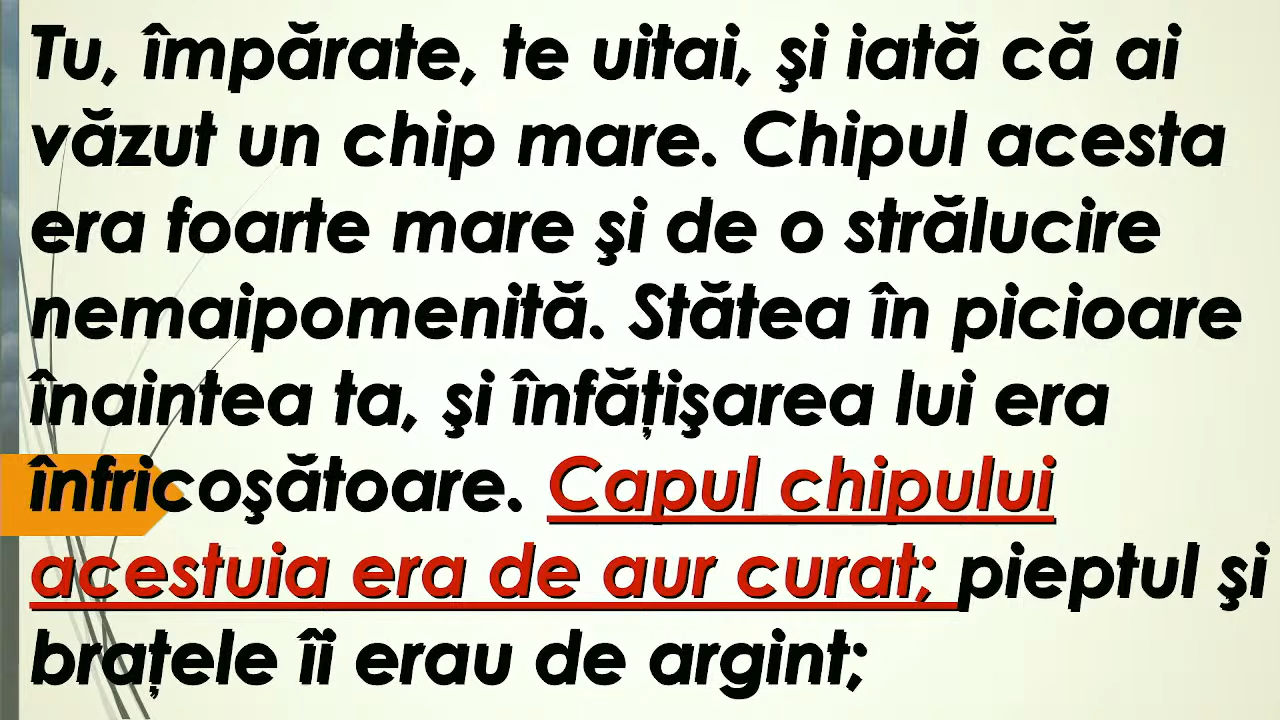 Tu, împărate, te uitai, şi iată că ai
văzut un chip mare. Chipul acesta
era foarte mare şi de o strălucire
nemaipomenită. Stătea în picioare
înaintea ta, şi înfăţişarea lui era
înfricoşătoare. Capul chipului
acestuia era de aur curat; pieptul şi
braţele îi erau de argint;